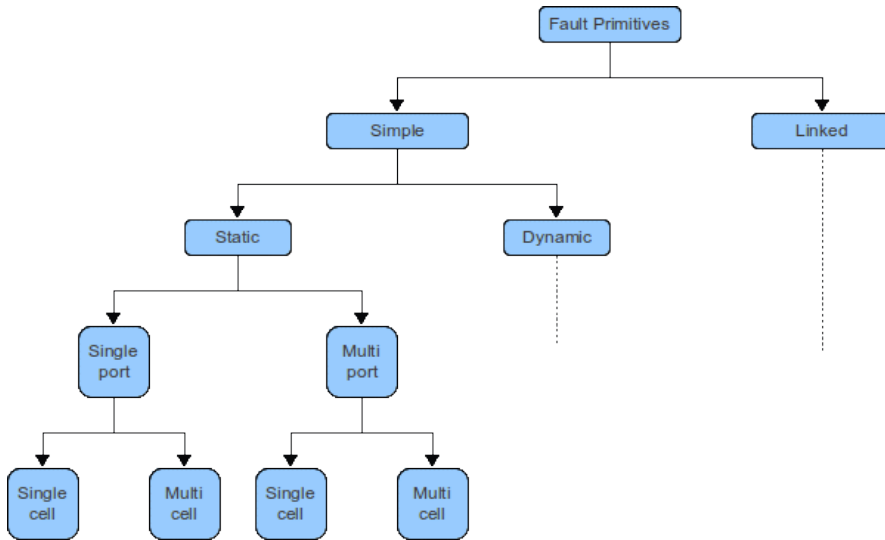 Fault Primitives
Simple
Linked
Static
Dynamic
Single
port
Multi
port
Single
cell
Multi
cell
Single
cell
Multi
cell